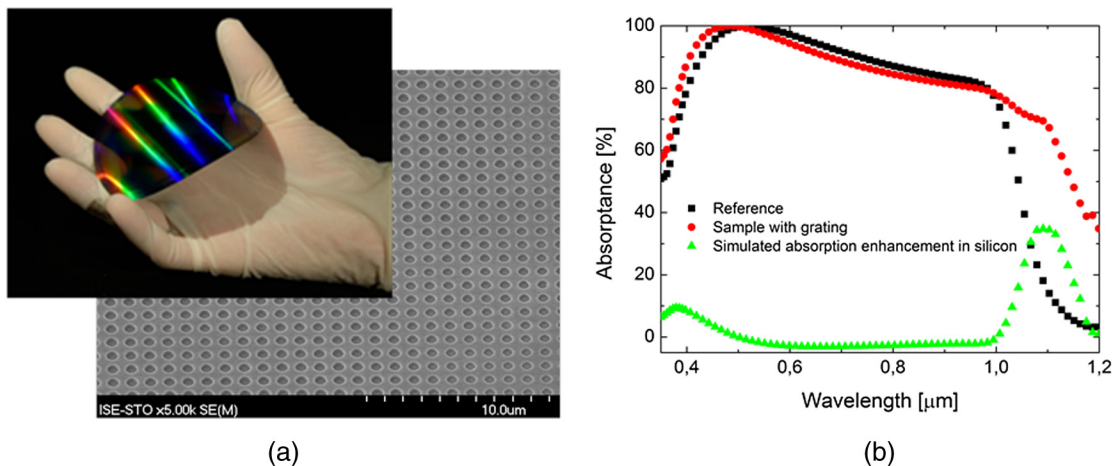 ISE-STO x5.00k SE(M) 10.0um
(a)
Absorptance [%]
100
80
60
40
20
0
Reference
Sample with grating
Simulated absorption enhancement in silicon
0,4 0,6 0,8 1,0 1,2
Wavelength [μm]
(b)